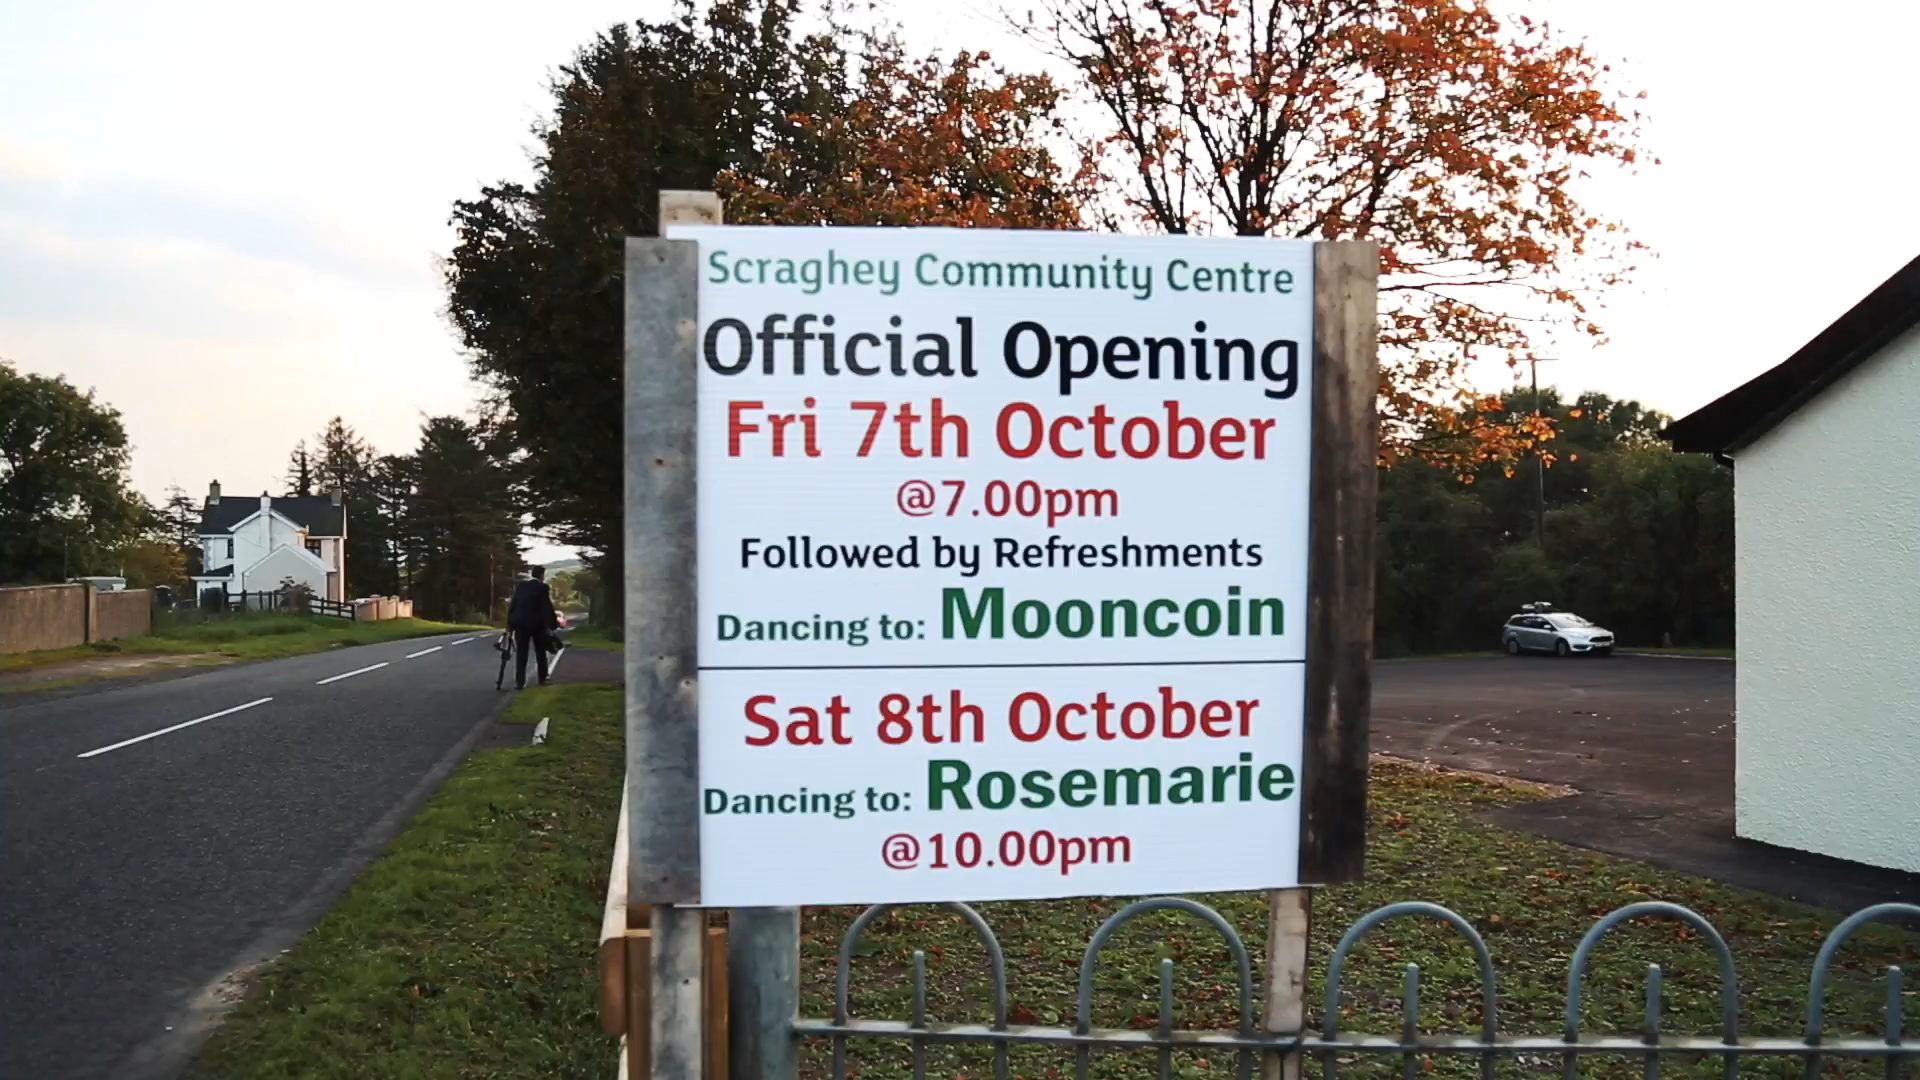 Scraghey Community Centre
Official Opening
Fri 7th October
@7.00pm
Followed by Refreshments
Dancing to: Mooncoin
Sat 8th October
Dancing to: Rosemarie
@10.00pm